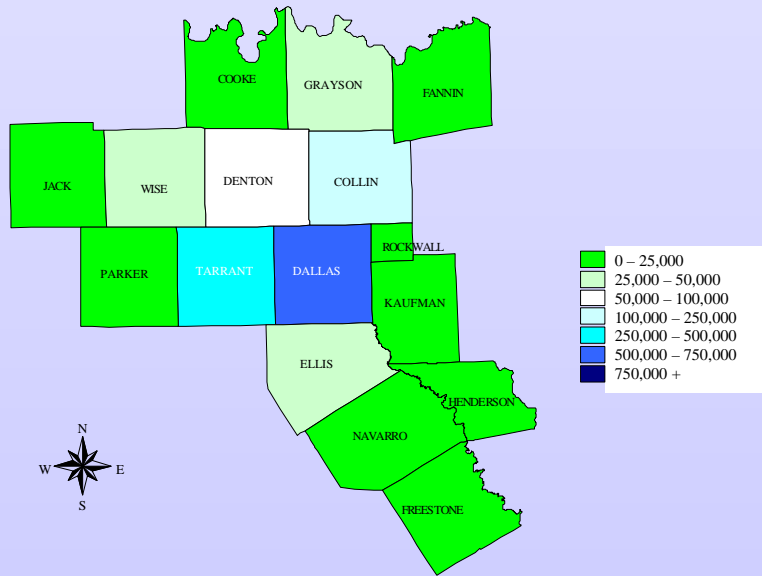 COOKE
GRAYSON
FANNIN
JACK
WISE
DENTON
COLLIN
ROCKWALL
PARKER
TARRANT
DALLAS
KAUFMAN
ELLIS
HENDERSON
NAVARRO
FREESTONE
0 – 25,000
25,000 – 50,000
50,000 – 100,000
100,000 – 250,000
250,000 – 500,000
500,000 – 750,000
750,000 +
N
W E
S